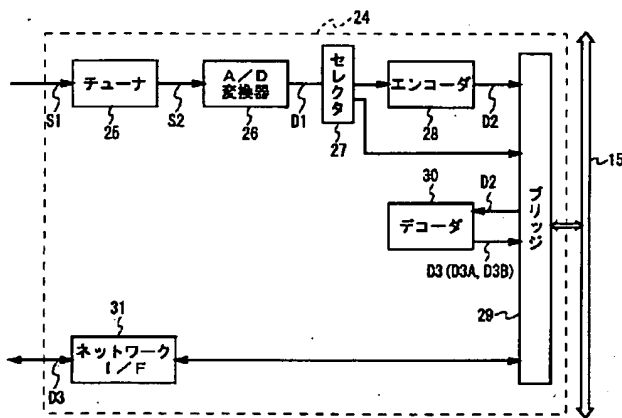 24
テューナ
A/D
変換器
セレクタ
エンコーダ
S1
25
S2
26
D1
27
28
D2
15
30
D2
デコーダ
ブリッジ
D3(D3A,D3B)
31
29
ネットワーク
I/F
D3